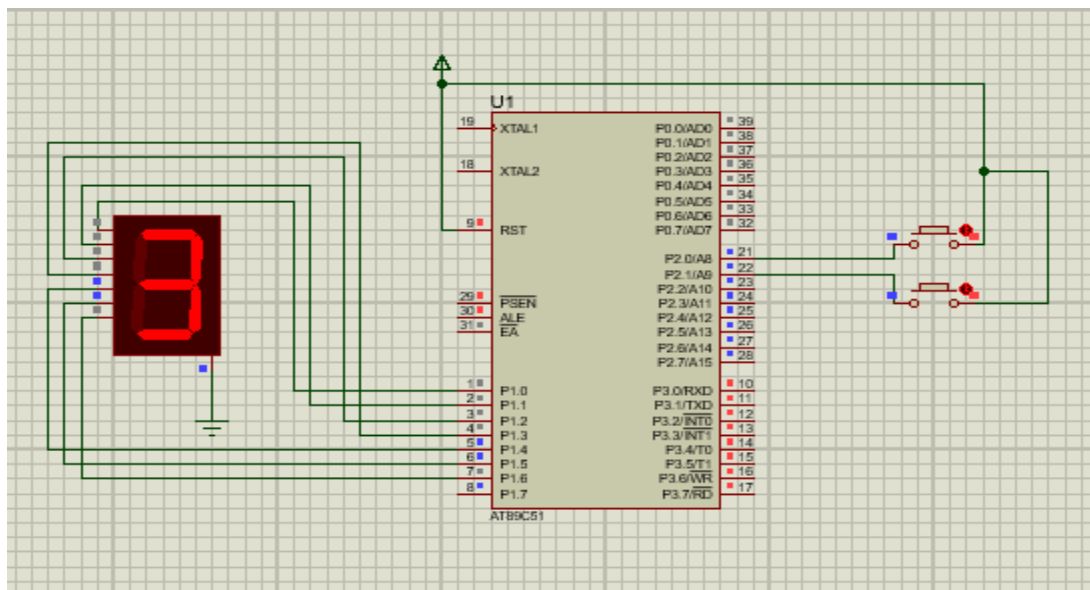 U1
19 XTAL1
18 XTAL2
9 RST
29 PSEN
30 ALE
31 EA
1 P1.0
2 P1.1
3 P1.2
4 P1.3
5 P1.4
6 P1.5
7 P1.6
8 P1.7
P0.0/AD0 39
P0.1/AD1 38
P0.2/AD2 37
P0.3/AD3 36
P0.4/AD4 35
P0.5/AD5 34
P0.6/AD6 33
P0.7/AD7 32
P2.0/A8 21
P2.1/A9 22
P2.2/A10 23
P2.3/A11 24
P2.4/A12 25
P2.5/A13 26
P2.6/A14 27
P2.7/A15 28
P3.0/RXD 10
P3.1/TXD 11
P3.2/INT0 12
P3.3/INT1 13
P3.4/T0 14
P3.5/T1 15
P3.6/WR 16
P3.7/RD 17
AT89C51
3